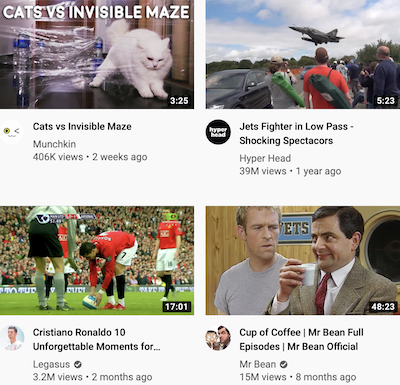 CATS VS INVISIBLE MAZE
3:25
5:23
Cats vs Invisible Maze
Munchkin
406K views • 2 weeks ago
hyper
head
Jets Fighter in Low Pass -
Shocking Spectacors
Hyper Head
39M views • 1 year ago
17:01
ETS
48:23
Cristiano Ronaldo 10
Unforgettable Moments for...
Legasus
3.2M views • 2 months ago
Cup of Coffee | Mr Bean Full
Episodes | Mr Bean Official
Mr Bean
15M views • 8 months ago